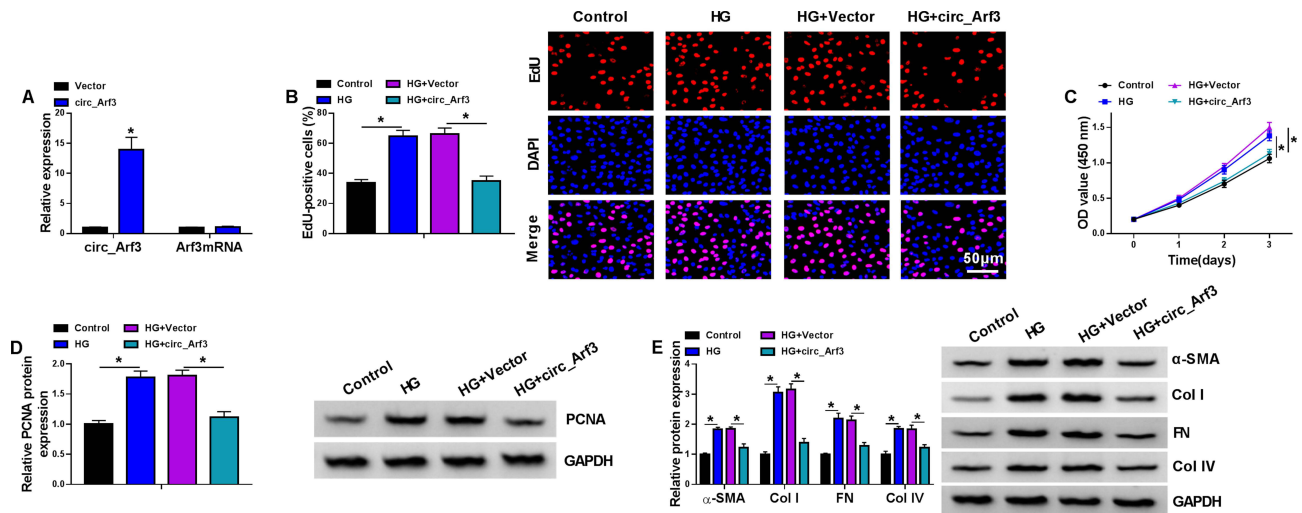 A
Vector
circ_Arf3
Relative expression
20
15
10
5
0
*
circ_Arf3
Arf3mRNA
B
Control
HG
HG+Vector
HG+circ_Arf3
EdU-positive cells (%)
80
60
40
20
0
*
*
Control
HG
HG+Vector
HG+circ_Arf3
EdU
DAPI
Merge
50μm
C
Control
HG
HG+Vector
HG+circ_Arf3
OD value (450 nm)
1.5
1.0
0.5
0.0
0
1
2
3
Time(days)
*
*
D
Control
HG
HG+Vector
HG+circ_Arf3
Relative PCNA protein
expression
2.0
1.5
1.0
0.5
0.0
*
*
Control
HG
HG+Vector
HG+circ_Arf3
PCNA
GAPDH
E
Control
HG
HG+Vector
HG+circ_Arf3
Relative protein expression
4
3
2
1
0
*
*
*
*
*
*
*
*
α-SMA
Col I
FN
Col IV
Control
HG
HG+Vector
HG+circ_Arf3
α-SMA
Col I
FN
Col IV
GAPDH